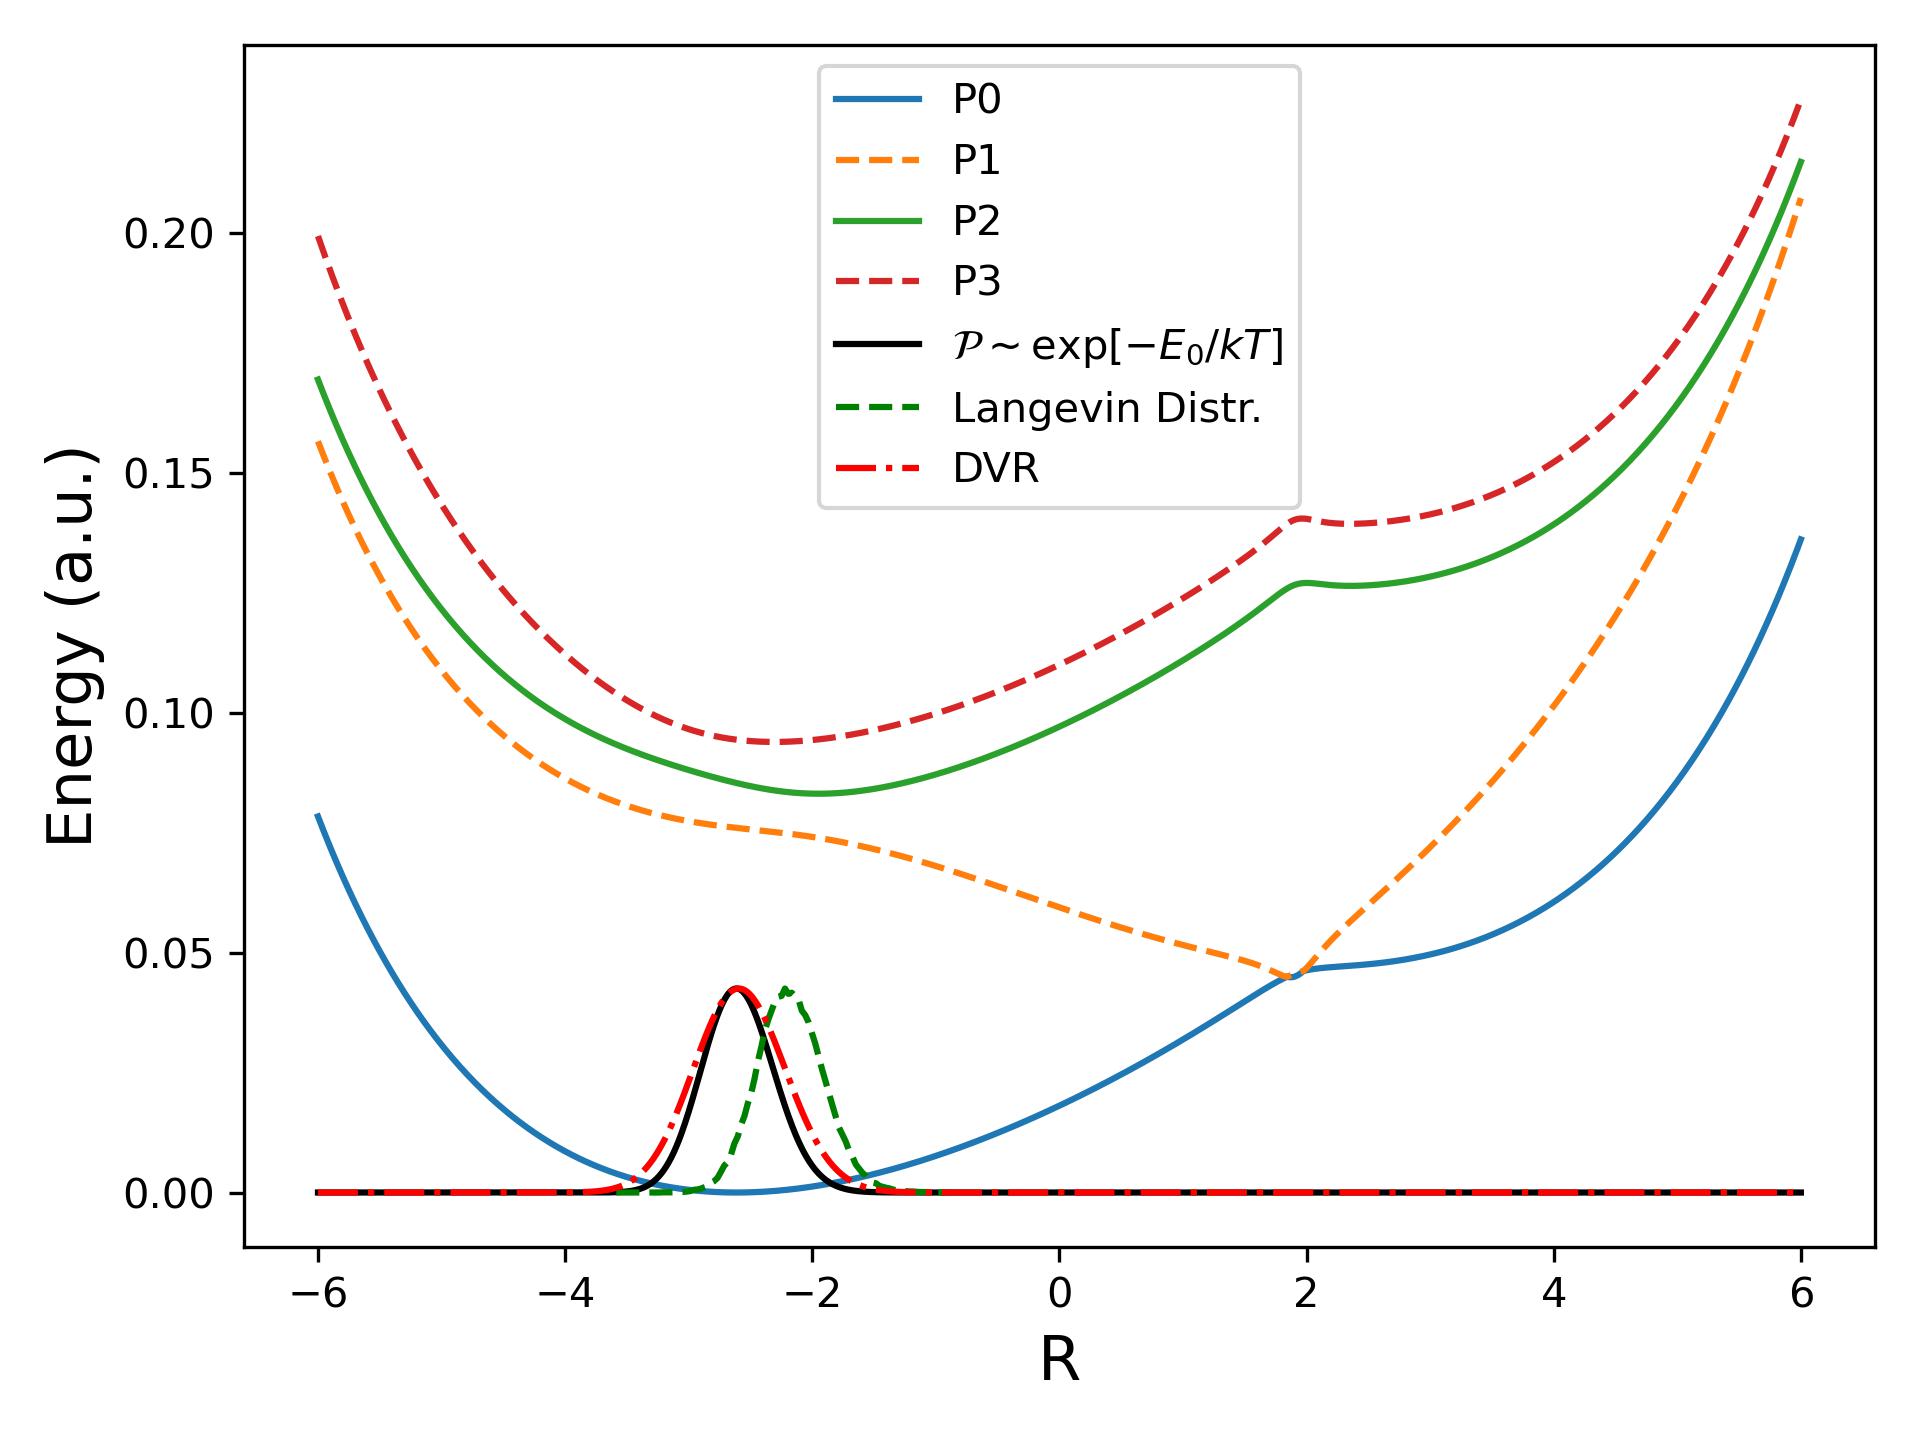 P0
P1
P2
P3
𝒫 ~ exp[−E₀/kT]
Langevin Distr.
DVR
Energy (a.u.)
0.20
0.15
0.10
0.05
0.00
−6 −4 −2 0 2 4 6
R